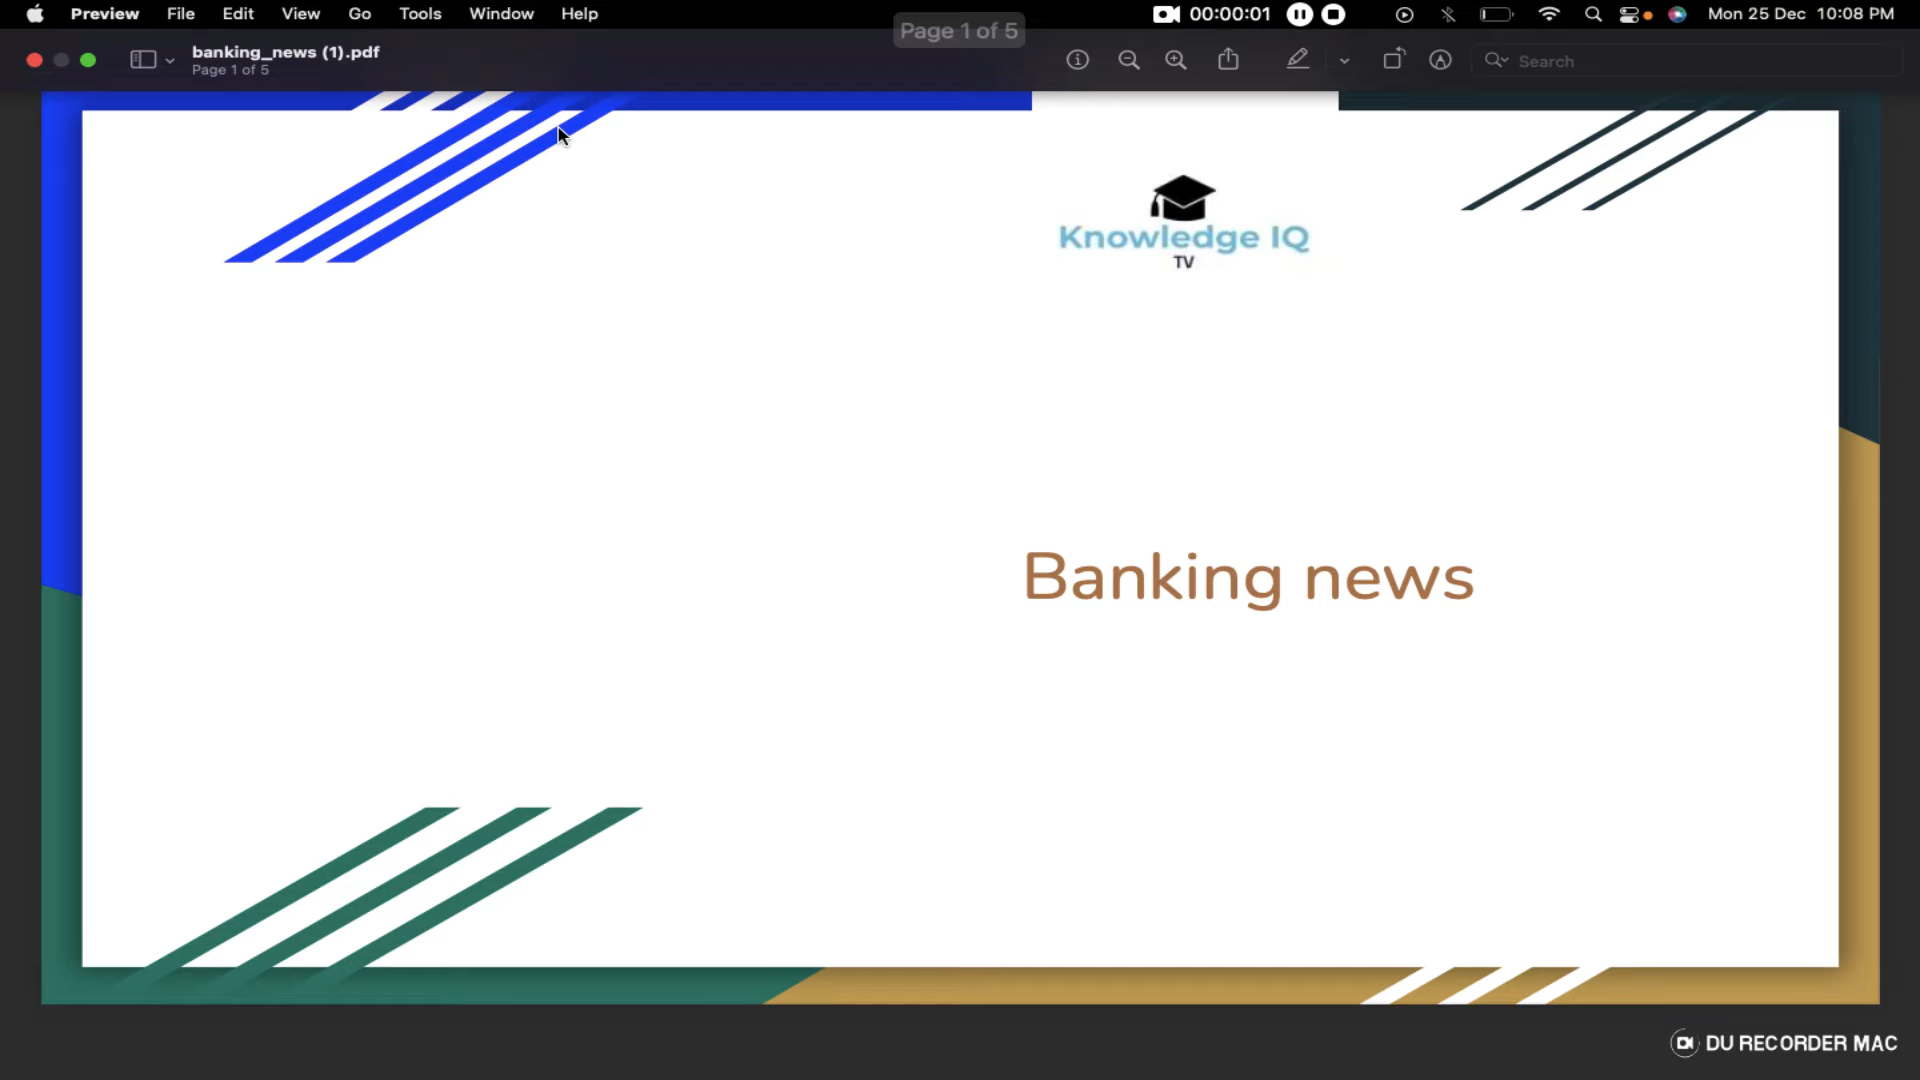 Preview File Edit View Go Tools Window Help 00:00:01 Mon 25 Dec 10:08 PM
Page 1 of 5
banking_news (1).pdf
Page 1 of 5
Search
Knowledge IQ
TV
Banking news
DU RECORDER MAC